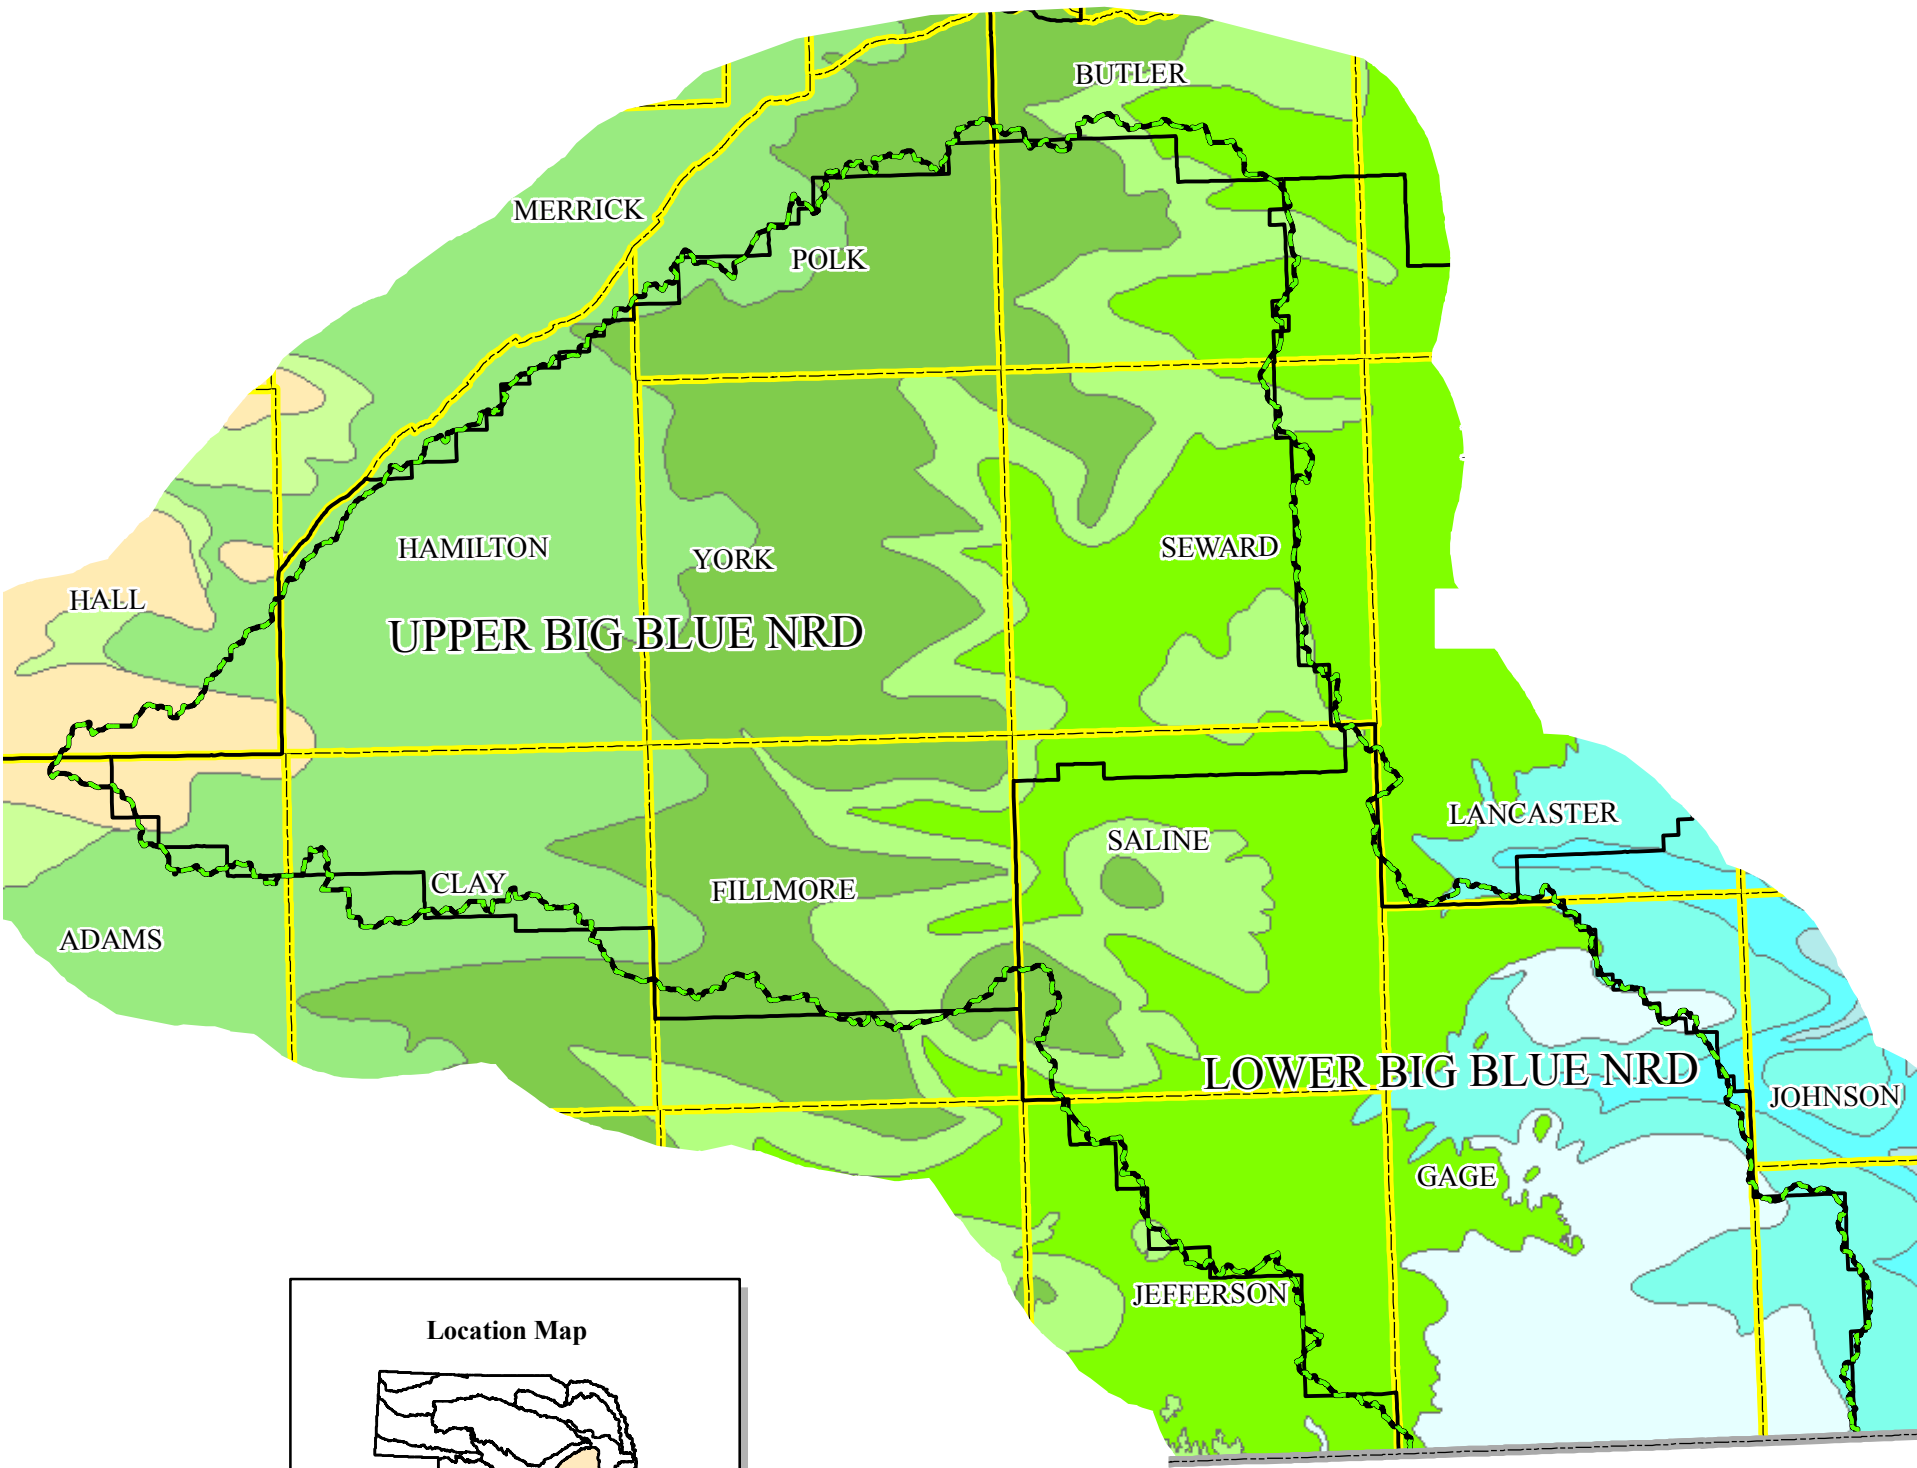 BUTLER
MERRICK
POLK
HAMILTON
YORK
SEWARD
HALL
UPPER BIG BLUE NRD
LANCASTER
SALINE
CLAY
FILLMORE
ADAMS
LOWER BIG BLUE NRD
JOHNSON
GAGE
JEFFERSON
Location Map